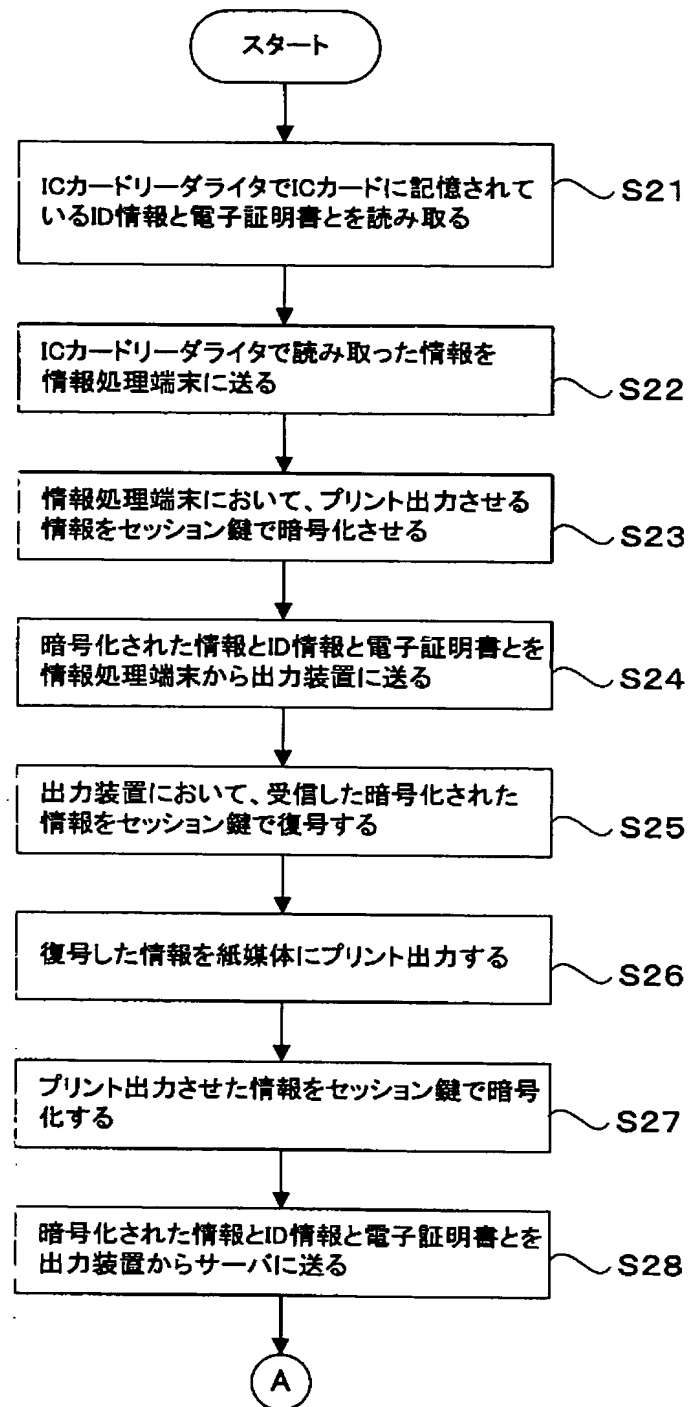 スタート
ICカードリーダライタでICカードに記憶されて
いるID情報と電子証明書とを読み取る
S21
ICカードリーダライタで読み取った情報を
情報処理端末に送る
S22
情報処理端末において、プリント出力させる
情報をセッション鍵で暗号化させる
S23
暗号化された情報とID情報と電子証明書とを
情報処理端末から出力装置に送る
S24
出力装置において、受信した暗号化された
情報をセッション鍵で復号する
S25
復号した情報を紙媒体にプリント出力する
S26
プリント出力させた情報をセッション鍵で暗号
化する
S27
暗号化された情報とID情報と電子証明書とを
出力装置からサーバに送る
S28
A